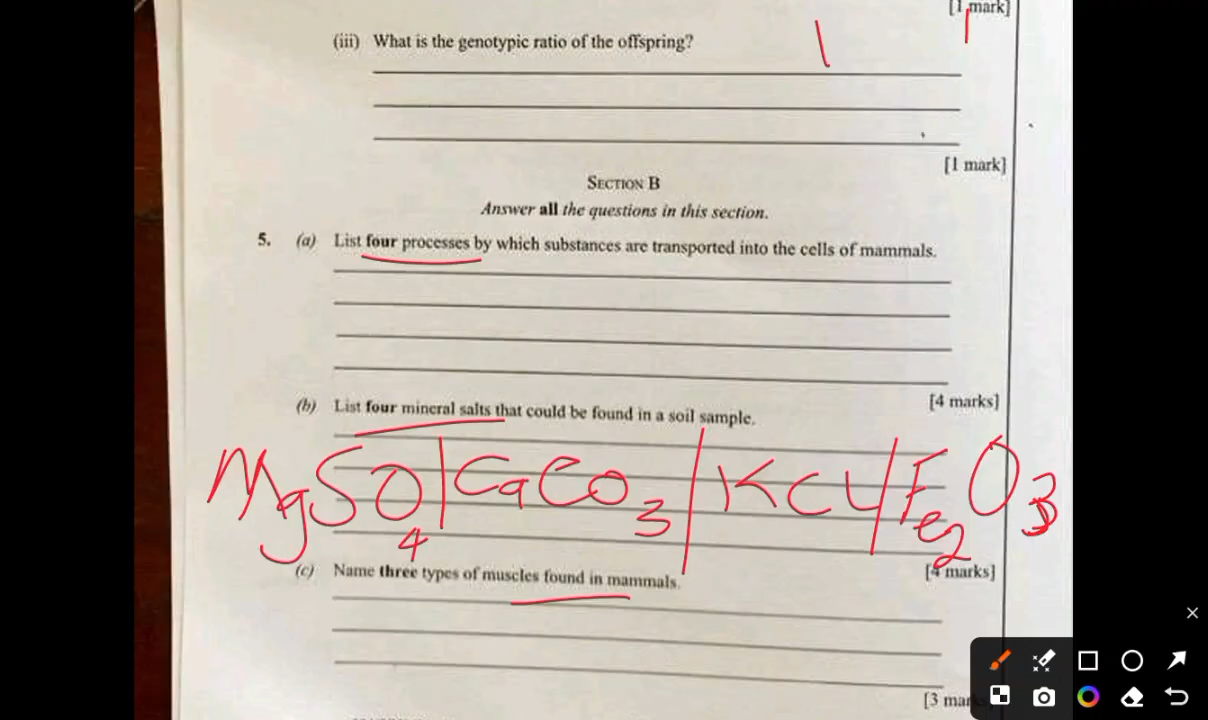 [1 mark]
(iii) What is the genotypic ratio of the offspring?
[1 mark]
SECTION B
Answer all the questions in this section.
5. (a) List four processes by which substances are transported into the cells of mammals.
[4 marks]
(b) List four mineral salts that could be found in a soil sample.
MgSO4 | CaCO3 / KCl / Fe2O3
[4 marks]
(c) Name three types of muscles found in mammals.
[3 mar